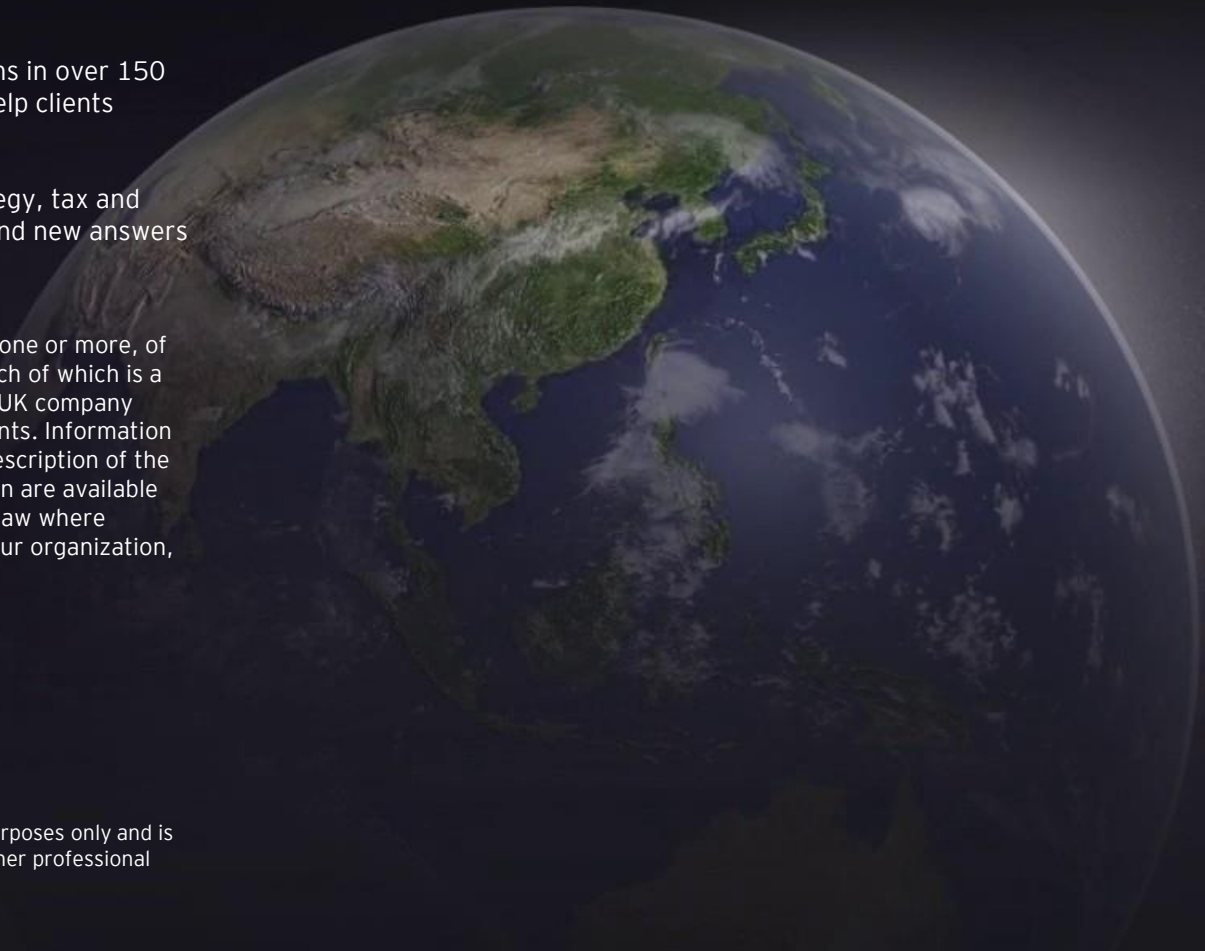 ns in over 150
elp clients
egy, tax and
nd new answers
one or more, of
ch of which is a
UK company
nts. Information
escription of the
n are available
aw where
ur organization,
urposes only and is
her professional